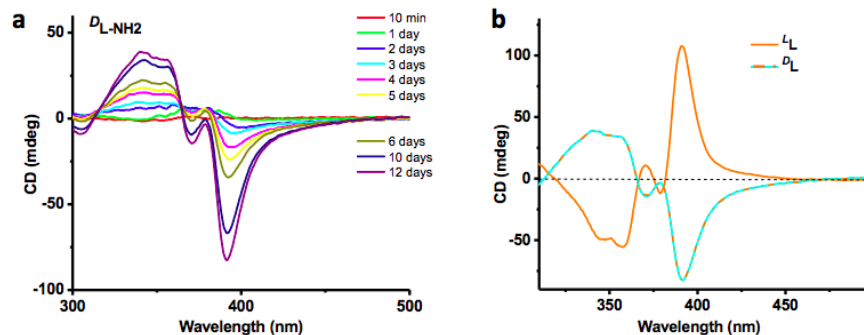 a
ᴰL-NH2
10 min
1 day
2 days
3 days
4 days
5 days
6 days
10 days
12 days
CD (mdeg)
50
0
-50
-100
300
400
500
Wavelength (nm)
b
ᴸL
ᴰL
CD (mdeg)
100
50
0
-50
350
400
450
Wavelength (nm)